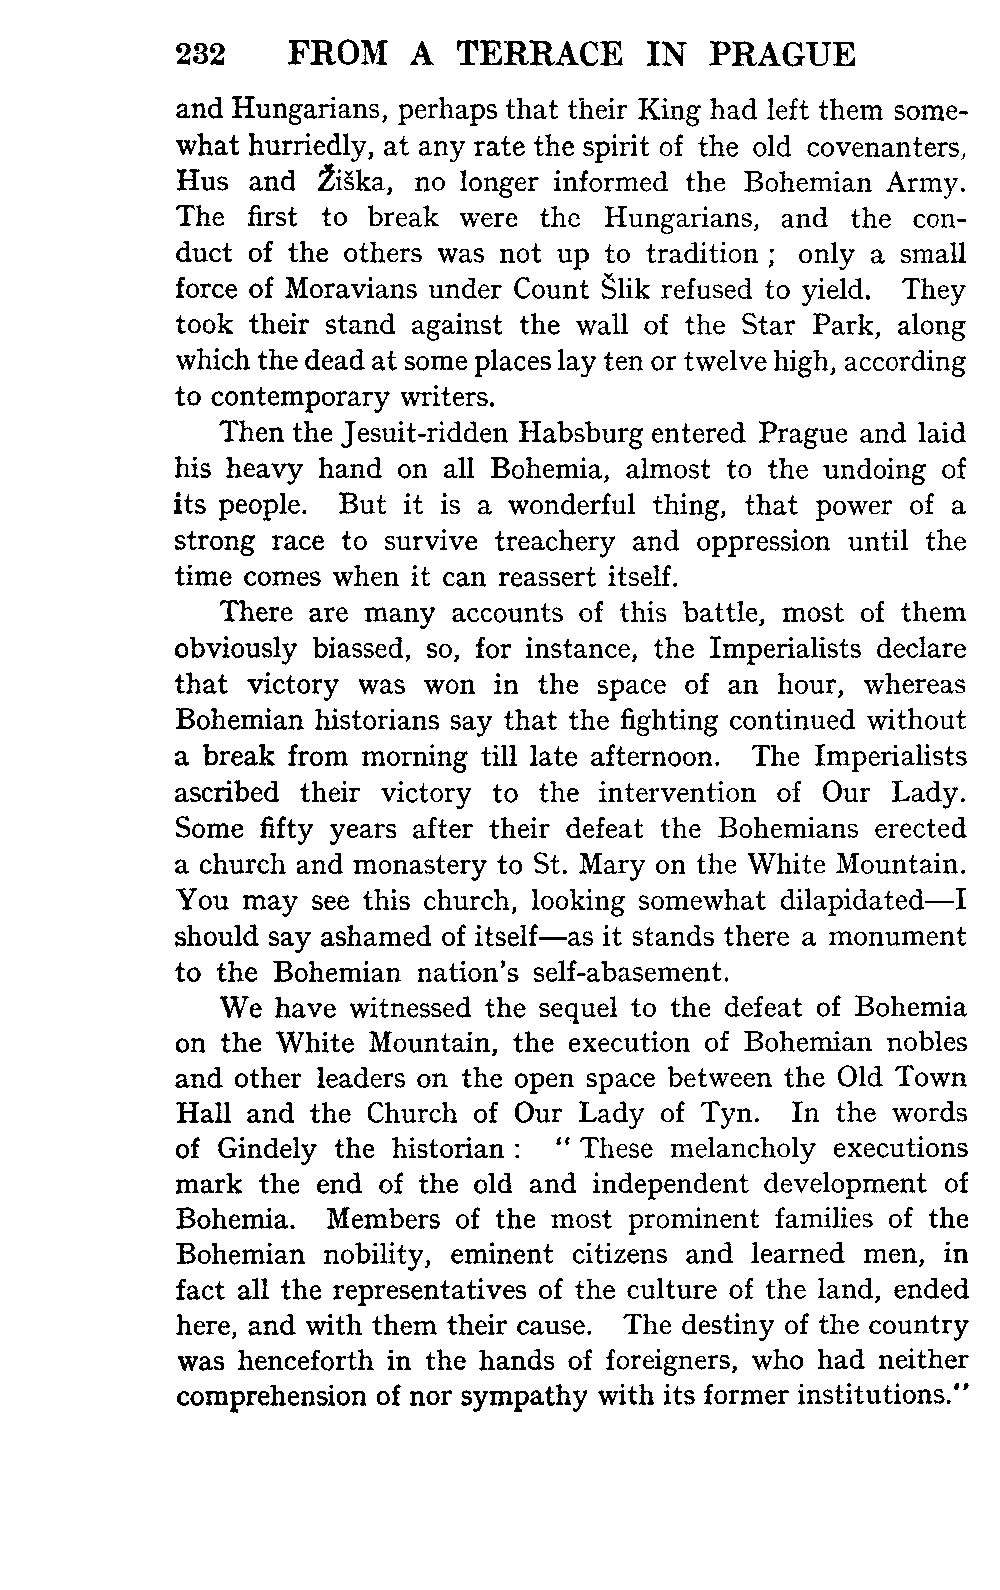 232 FROM A TERRACE IN PRAGUE
and Hungarians, perhaps that their King had left them some-
what hurriedly, at any rate the spirit of the old covenanters,
Hus and Žiška, no longer informed the Bohemian Army.
The first to break were the Hungarians, and the con-
duct of the others was not up to tradition ; only a small
force of Moravians under Count Šlik refused to yield. They
took their stand against the wall of the Star Park, along
which the dead at some places lay ten or twelve high, according
to contemporary writers.
Then the Jesuit-ridden Habsburg entered Prague and laid
his heavy hand on all Bohemia, almost to the undoing of
its people. But it is a wonderful thing, that power of a
strong race to survive treachery and oppression until the
time comes when it can reassert itself.
There are many accounts of this battle, most of them
obviously biassed, so, for instance, the Imperialists declare
that victory was won in the space of an hour, whereas
Bohemian historians say that the fighting continued without
a break from morning till late afternoon. The Imperialists
ascribed their victory to the intervention of Our Lady.
Some fifty years after their defeat the Bohemians erected
a church and monastery to St. Mary on the White Mountain.
You may see this church, looking somewhat dilapidated—I
should say ashamed of itself—as it stands there a monument
to the Bohemian nation's self-abasement.
We have witnessed the sequel to the defeat of Bohemia
on the White Mountain, the execution of Bohemian nobles
and other leaders on the open space between the Old Town
Hall and the Church of Our Lady of Tyn. In the words
of Gindely the historian : " These melancholy executions
mark the end of the old and independent development of
Bohemia. Members of the most prominent families of the
Bohemian nobility, eminent citizens and learned men, in
fact all the representatives of the culture of the land, ended
here, and with them their cause. The destiny of the country
was henceforth in the hands of foreigners, who had neither
comprehension of nor sympathy with its former institutions."